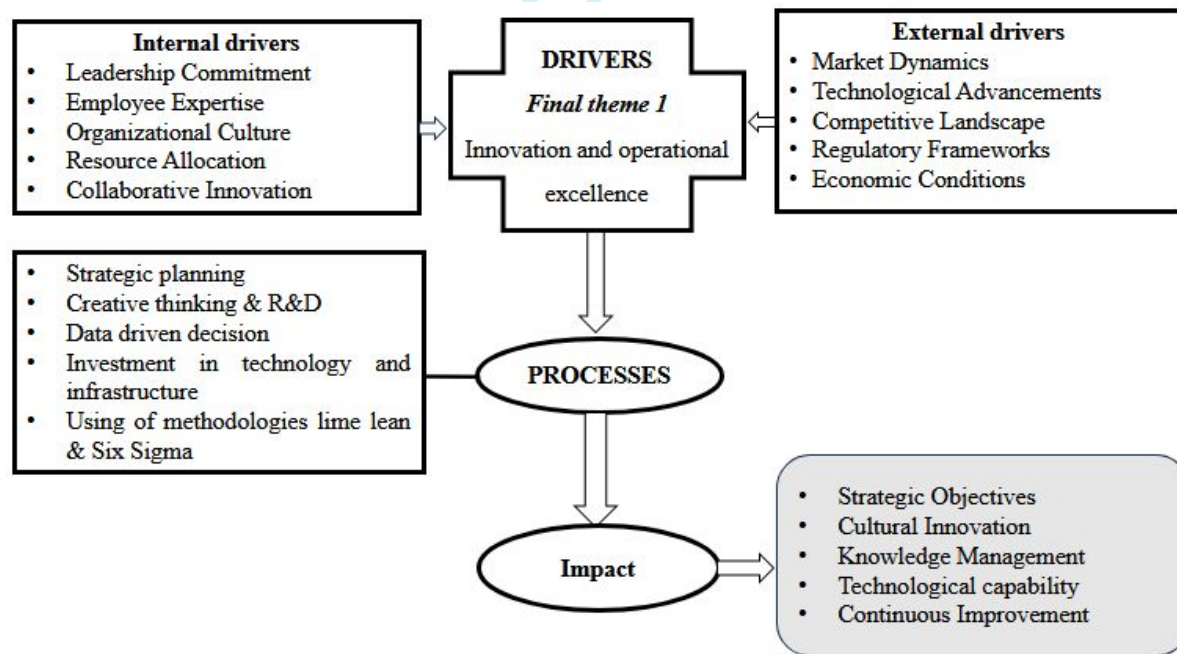 Internal drivers
• Leadership Commitment
• Employee Expertise
• Organizational Culture
• Resource Allocation
• Collaborative Innovation
DRIVERS
Final theme 1
Innovation and operational
excellence
External drivers
• Market Dynamics
• Technological Advancements
• Competitive Landscape
• Regulatory Frameworks
• Economic Conditions
• Strategic planning
• Creative thinking & R&D
• Data driven decision
• Investment in technology and
infrastructure
• Using of methodologies lime lean
& Six Sigma
PROCESSES
Impact
• Strategic Objectives
• Cultural Innovation
• Knowledge Management
• Technological capability
• Continuous Improvement